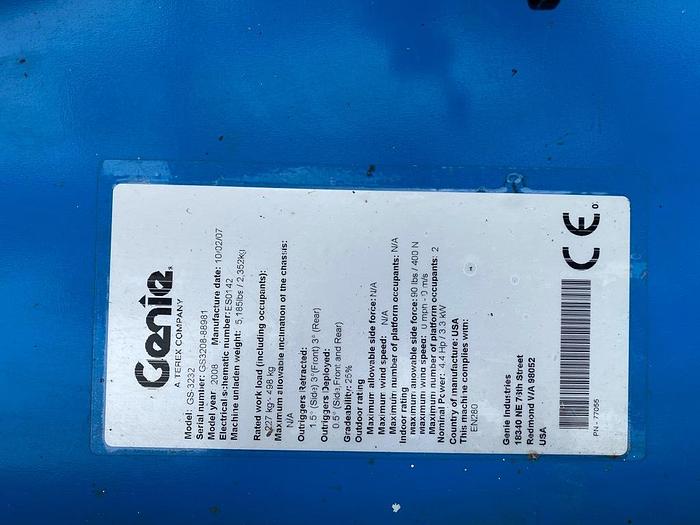 Genie
A TEREX COMPANY
Model: GS-3232
Serial number: GS3208-88981
Model year: 2008 Manufacture date: 10/02/07
Electrical schematic number: ES0142
Machine unladen weight: 5,185lbs / 2,352kg
Rated work load (including occupants):
227 kg - 498 kg
Maximum allowable inclination of the chassis:
N/A
Outriggers Retracted:
1.5° (Side) 3°(Front) 3° (Rear)
Outriggers Deployed:
0.5° (Side,Front and Rear)
Gradeability: 25%
Outdoor rating
Maximum allowable side force: N/A
Maximum wind speed: N/A
Maximum number of platform occupants: N/A
Indoor rating
Maximum allowable side force: 90 lbs / 400 N
Maximum wind speed: 0 mph - 0 m/s
Maximum number of platform occupants: 2
Nominal Power: 4.4 Hp / 3.3 kW
Country of manufacture: USA
This machine complies with:
EN280
Genie Industries
18340 NE 76th Street
Redmond WA 98052
USA
CE
PN - 77055